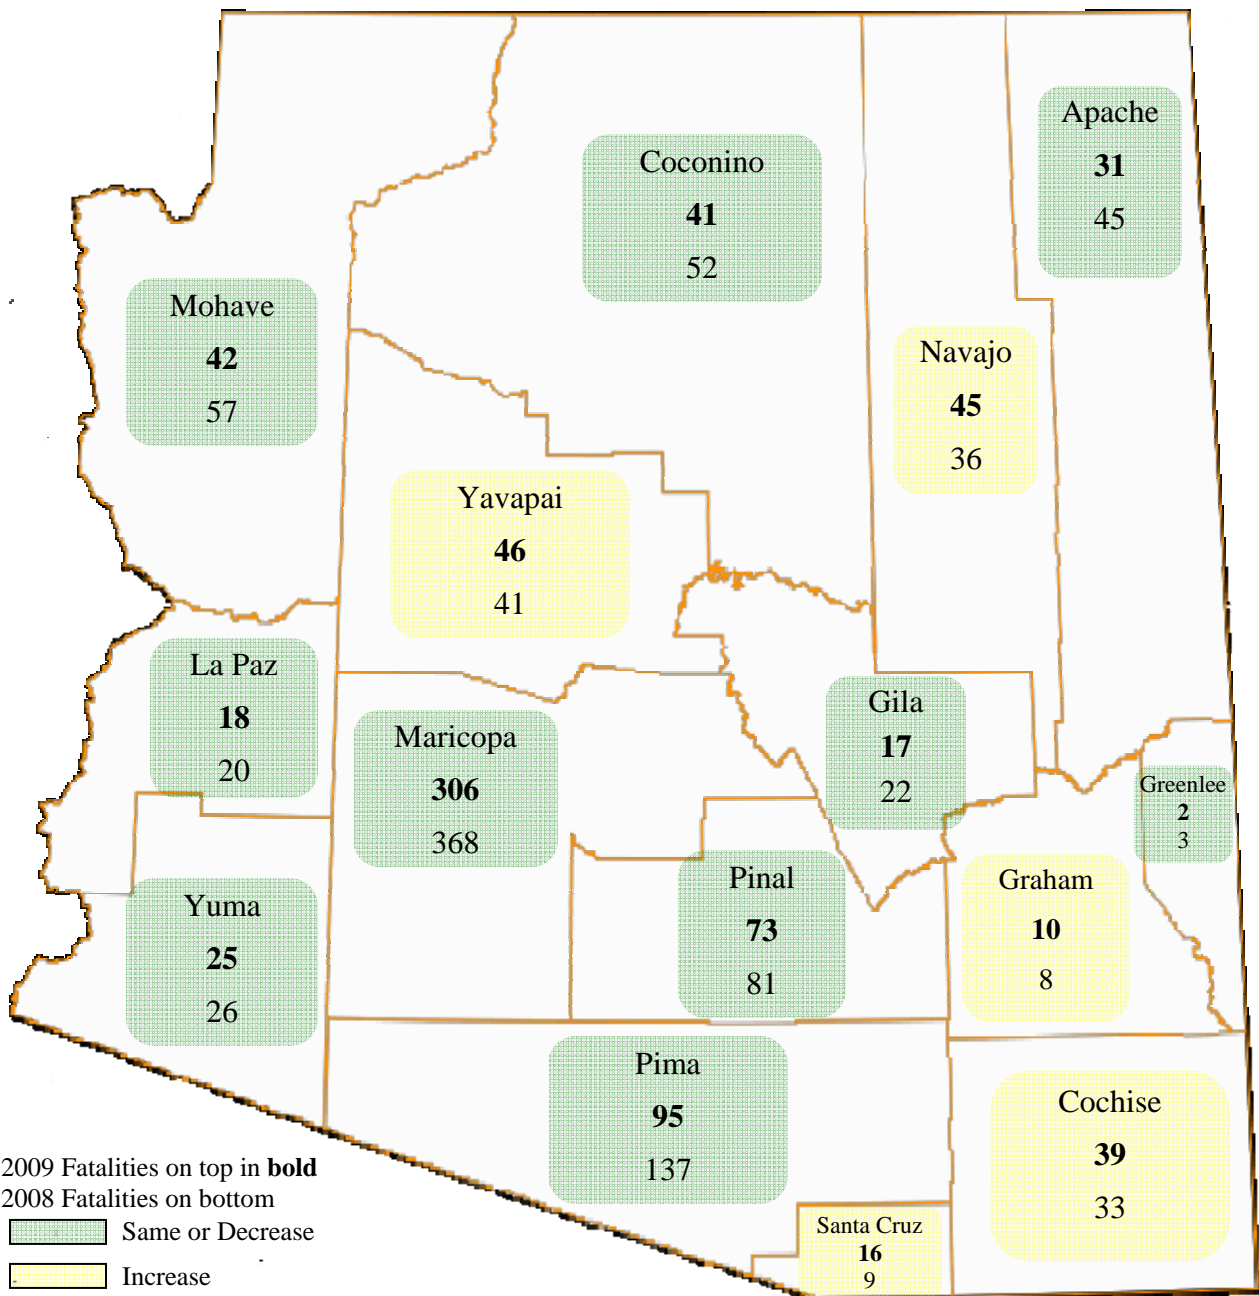 Apache
31
45
Coconino
41
52
Mohave
42
57
Navajo
45
36
Yavapai
46
41
La Paz
18
20
Gila
17
22
Maricopa
306
368
Greenlee
2
3
Pinal
73
81
Graham
10
8
Yuma
25
26
Pima
95
137
Cochise
39
33
Santa Cruz
16
9
2009 Fatalities on top in bold
2008 Fatalities on bottom
Same or Decrease
Increase